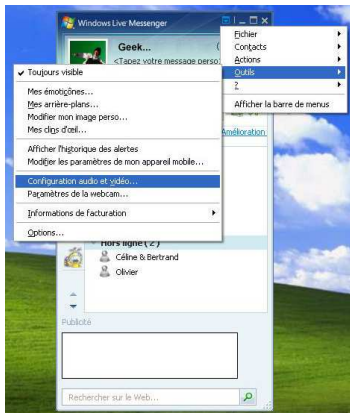 Windows Live Messenger
Geek...
<Tapez votre message perso
Fichier
Contacts
Actions
Outils
?
Afficher la barre de menus
Toujours visible
Mes émoticônes...
Mes arrière-plans...
Modifier mon image perso...
Mes clins d'œil...
Afficher l'historique des alertes
Modifier les paramètres de mon appareil mobile...
Configuration audio et vidéo...
Paramètres de la webcam...
Informations de facturation
Options...
Amélioration
Hors ligne ( 2 )
Céline & Bertrand
Olivier
Publicité
Rechercher sur le Web...